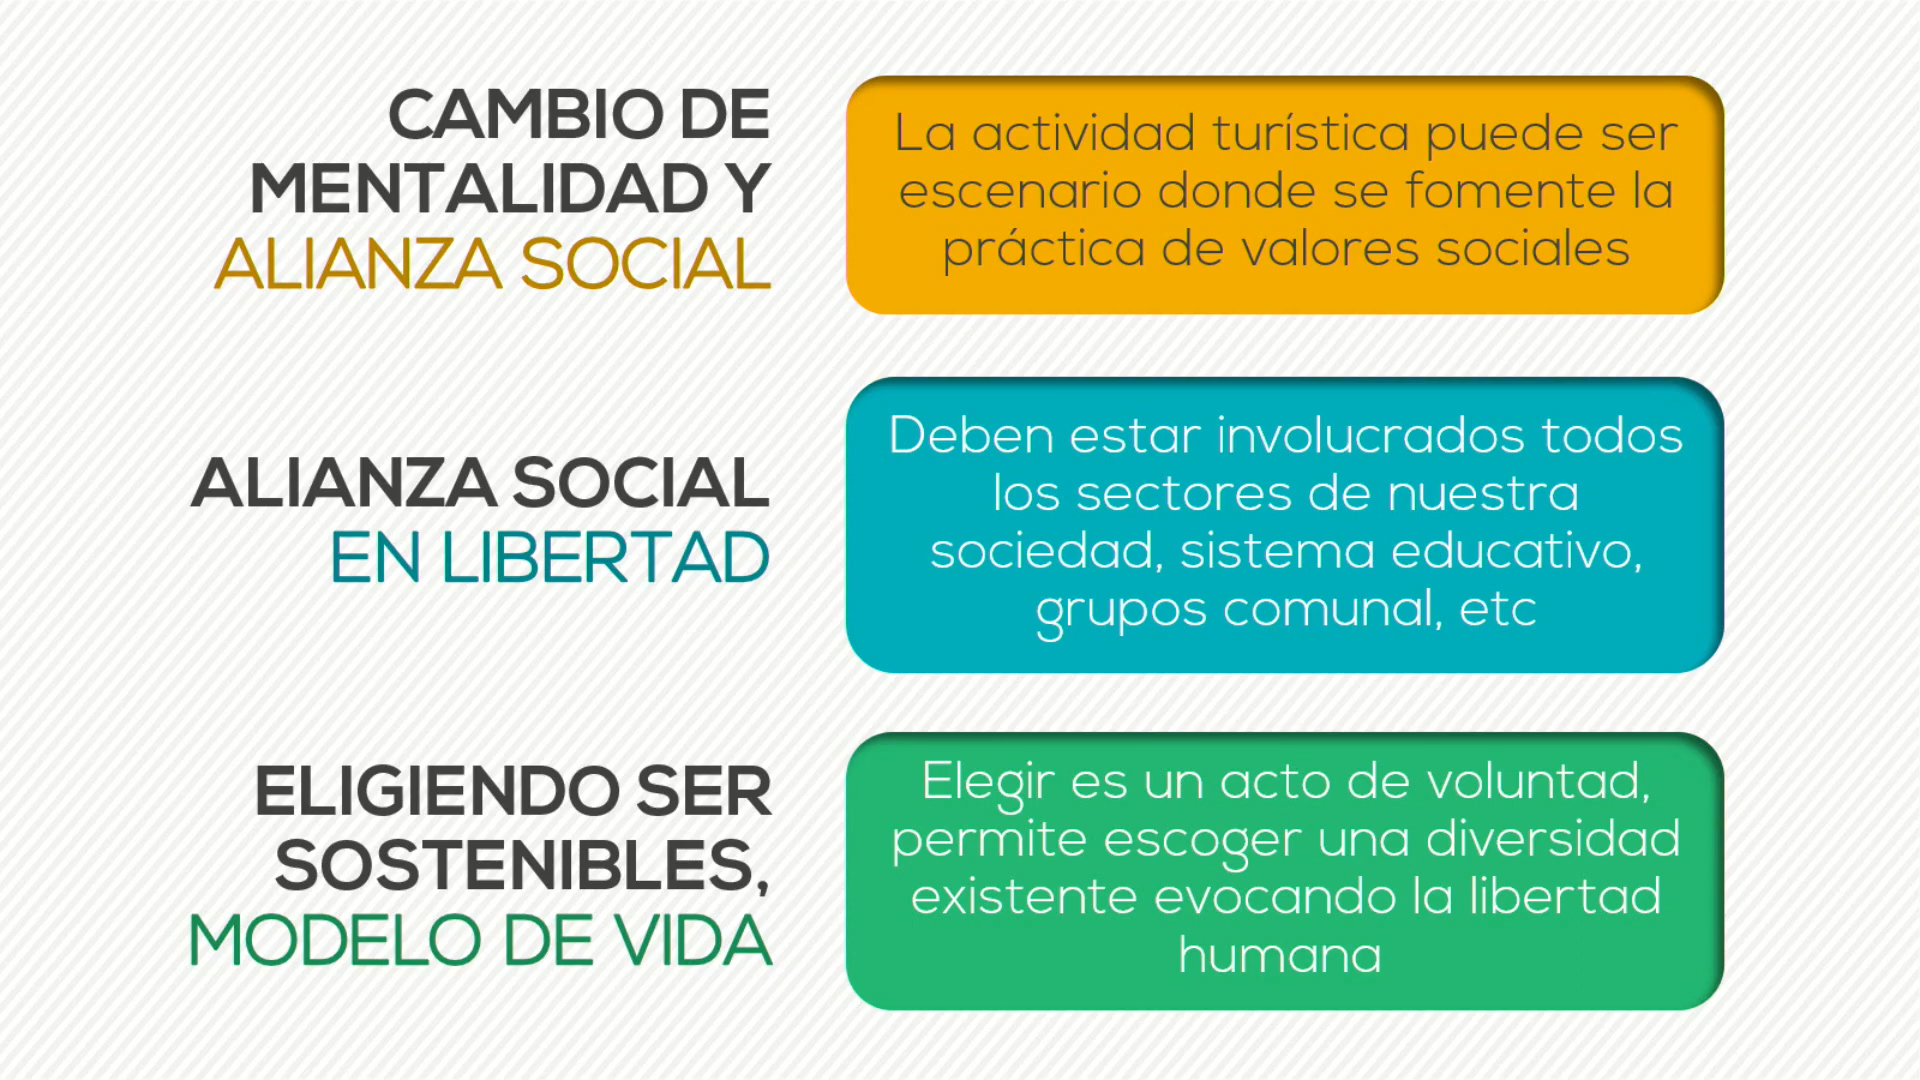 CAMBIO DE
MENTALIDAD Y
ALIANZA SOCIAL
La actividad turística puede ser
escenario donde se fomente la
práctica de valores sociales
ALIANZA SOCIAL
EN LIBERTAD
Deben estar involucrados todos
los sectores de nuestra
sociedad, sistema educativo,
grupos comunal, etc
ELIGIENDO SER
SOSTENIBLES,
MODELO DE VIDA
Elegir es un acto de voluntad,
permite escoger una diversidad
existente evocando la libertad
humana